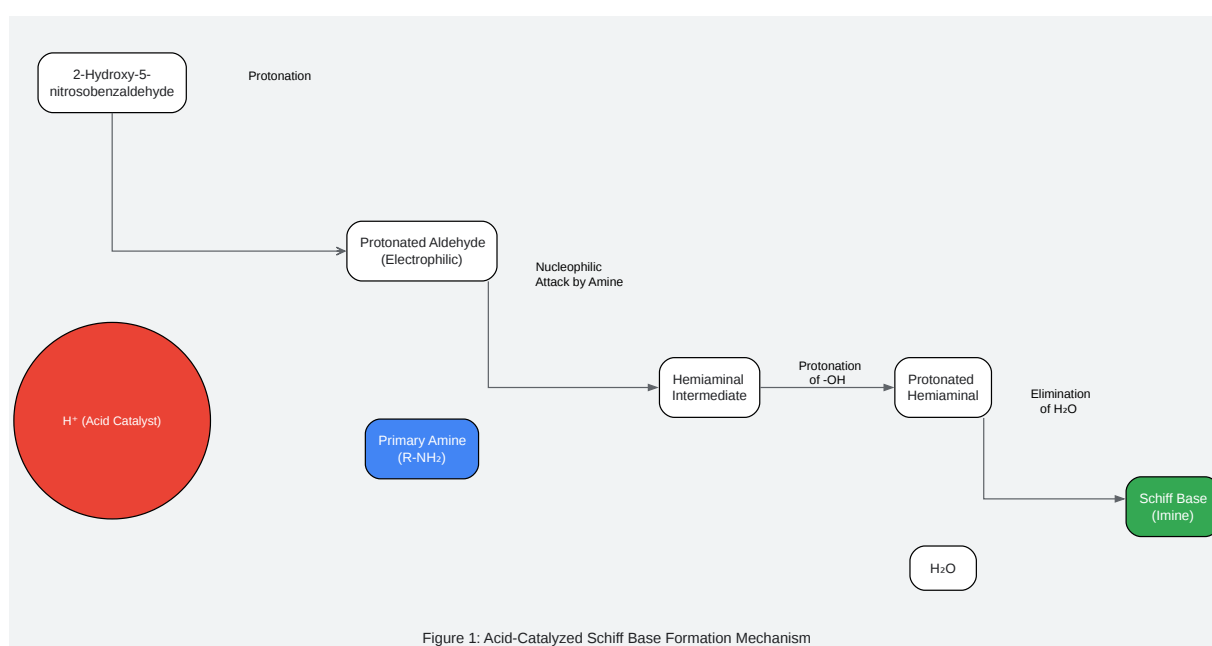 2-Hydroxy-5-
nitrosobenzaldehyde
Protonation
Protonated Aldehyde
(Electrophilic)
Nucleophilic
Attack by Amine
Hemiaminal
Intermediate
Protonation
of -OH
Protonated
Hemiaminal
Elimination
of H₂O
H⁺ (Acid Catalyst)
Primary Amine
(R-NH₂)
Schiff Base
(Imine)
H₂O
Figure 1: Acid-Catalyzed Schiff Base Formation Mechanism